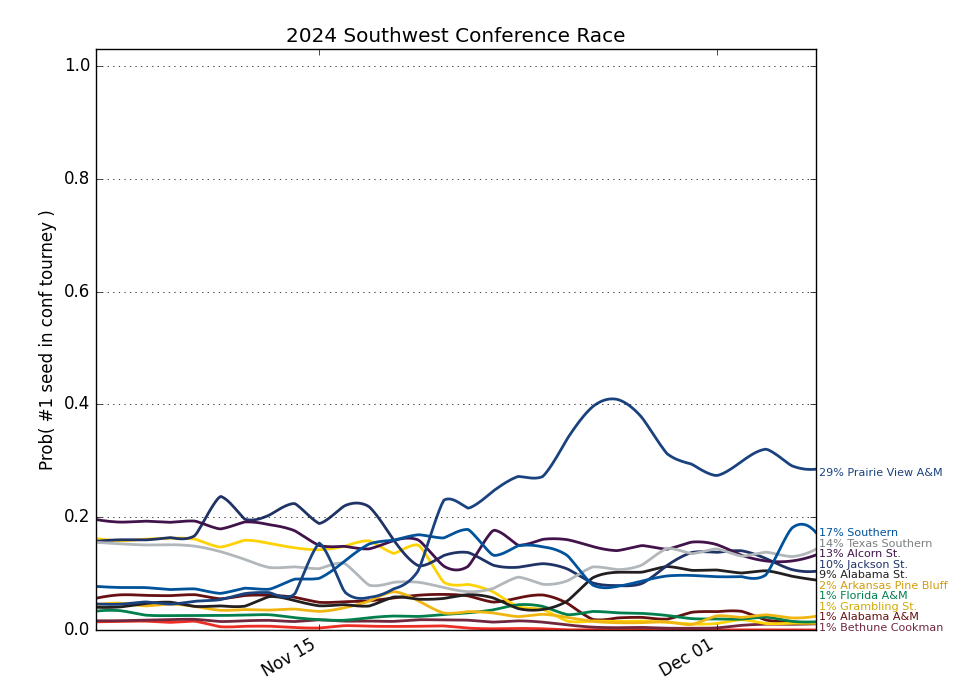 2024 Southwest Conference Race
Prob( #1 seed in conf tourney )
1.0
0.8
0.6
0.4
0.2
0.0
Nov 15
Dec 01
29% Prairie View A&M
17% Southern
14% Texas Southern
13% Alcorn St.
10% Jackson St.
9% Alabama St.
2% Arkansas Pine Bluff
1% Florida A&M
1% Grambling St.
1% Alabama A&M
1% Bethune Cookman